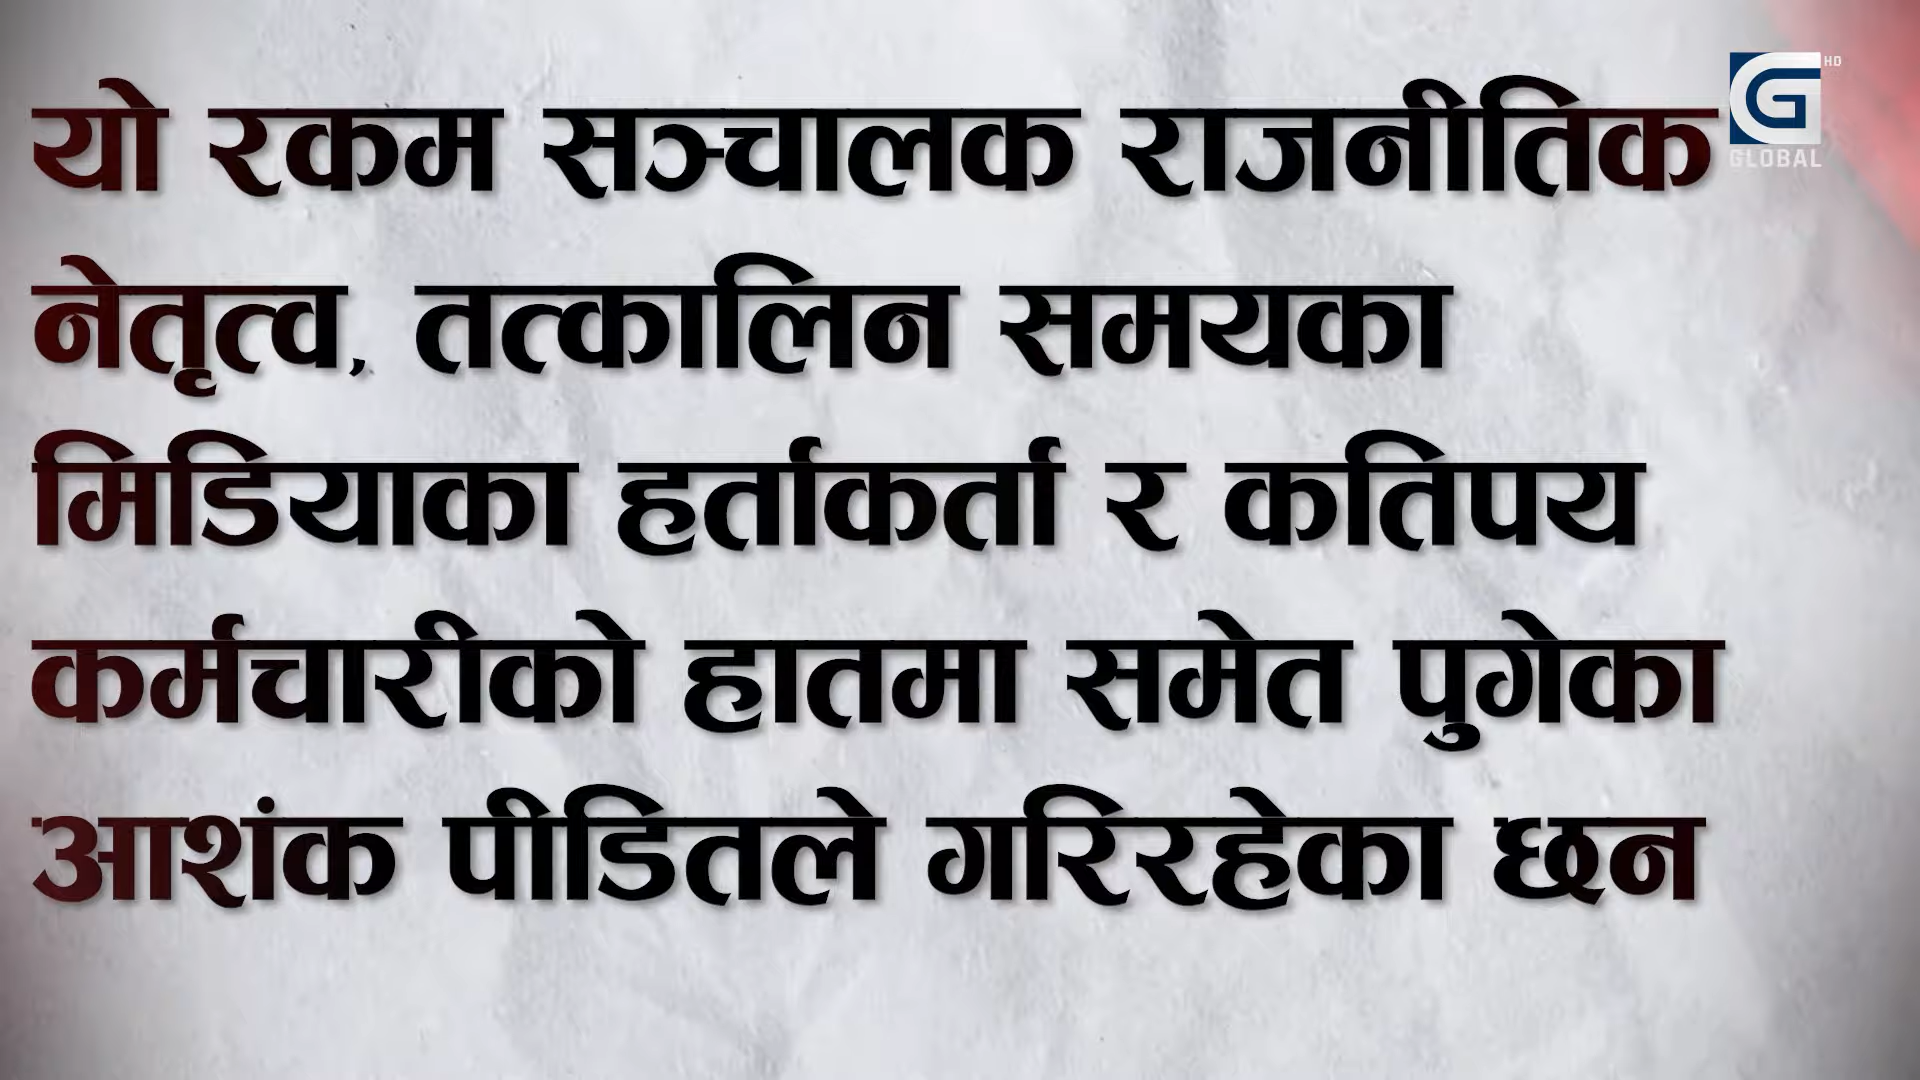 यो रकम सञ्चालक राजनीतिक
नेतृत्व, तत्कालिन समयका
मिडियाका हर्ताकर्ता र कतिपय
कर्मचारीको हातमा समेत पुगेका
आशंक पीडितले गरिरहेका छन
G HD
GLOBAL